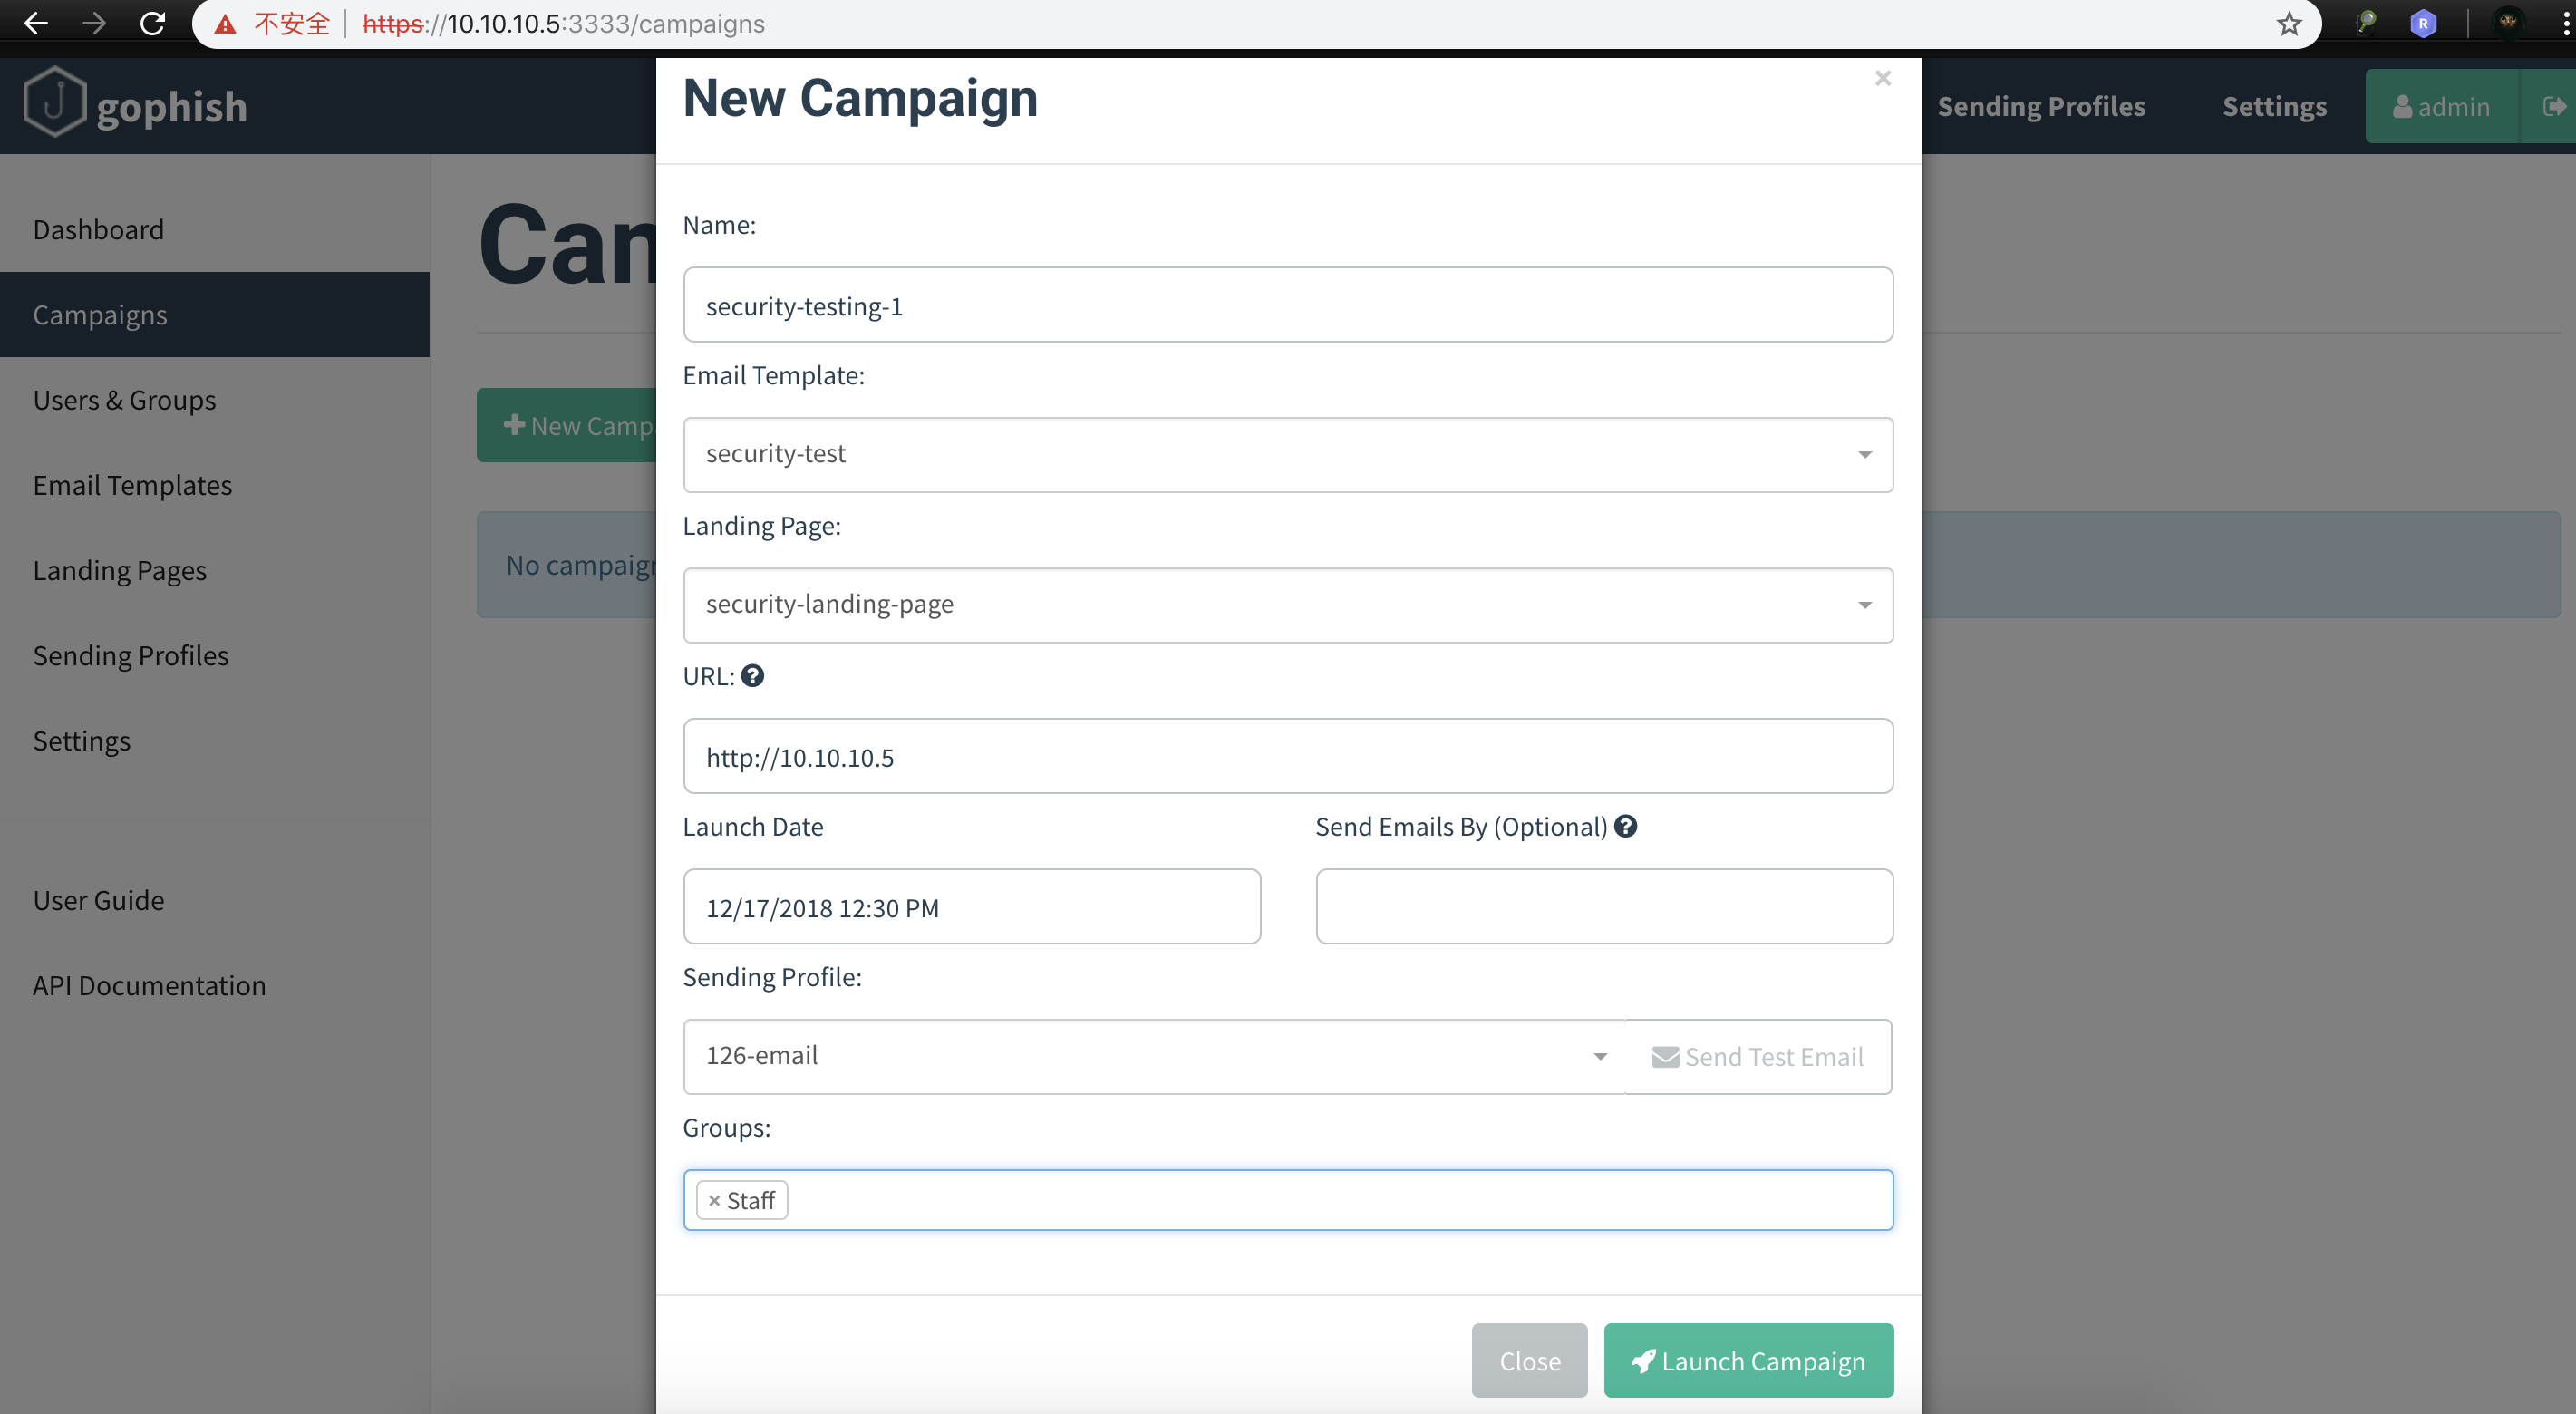 不安全 https://10.10.10.5:3333/campaigns
gophish
Sending Profiles
Settings
admin
Dashboard
Campaigns
Users & Groups
Email Templates
Landing Pages
Sending Profiles
Settings
User Guide
API Documentation
Can
New Camp
No campaign
New Campaign
×
Name:
security-testing-1
Email Template:
security-test
Landing Page:
security-landing-page
URL: ?
http://10.10.10.5
Launch Date
Send Emails By (Optional) ?
12/17/2018 12:30 PM
Sending Profile:
126-email
Send Test Email
Groups:
× Staff
Close
Launch Campaign